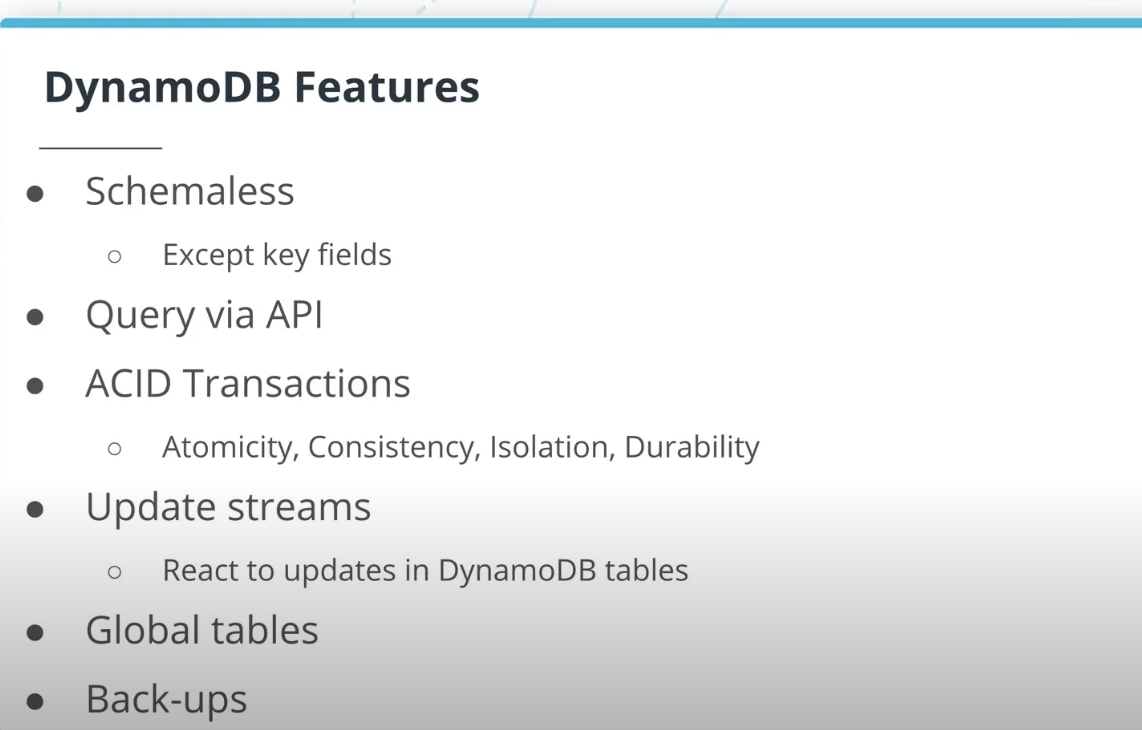 DynamoDB Features
● Schemaless
○ Except key fields
● Query via API
● ACID Transactions
○ Atomicity, Consistency, Isolation, Durability
● Update streams
○ React to updates in DynamoDB tables
● Global tables
● Back-ups